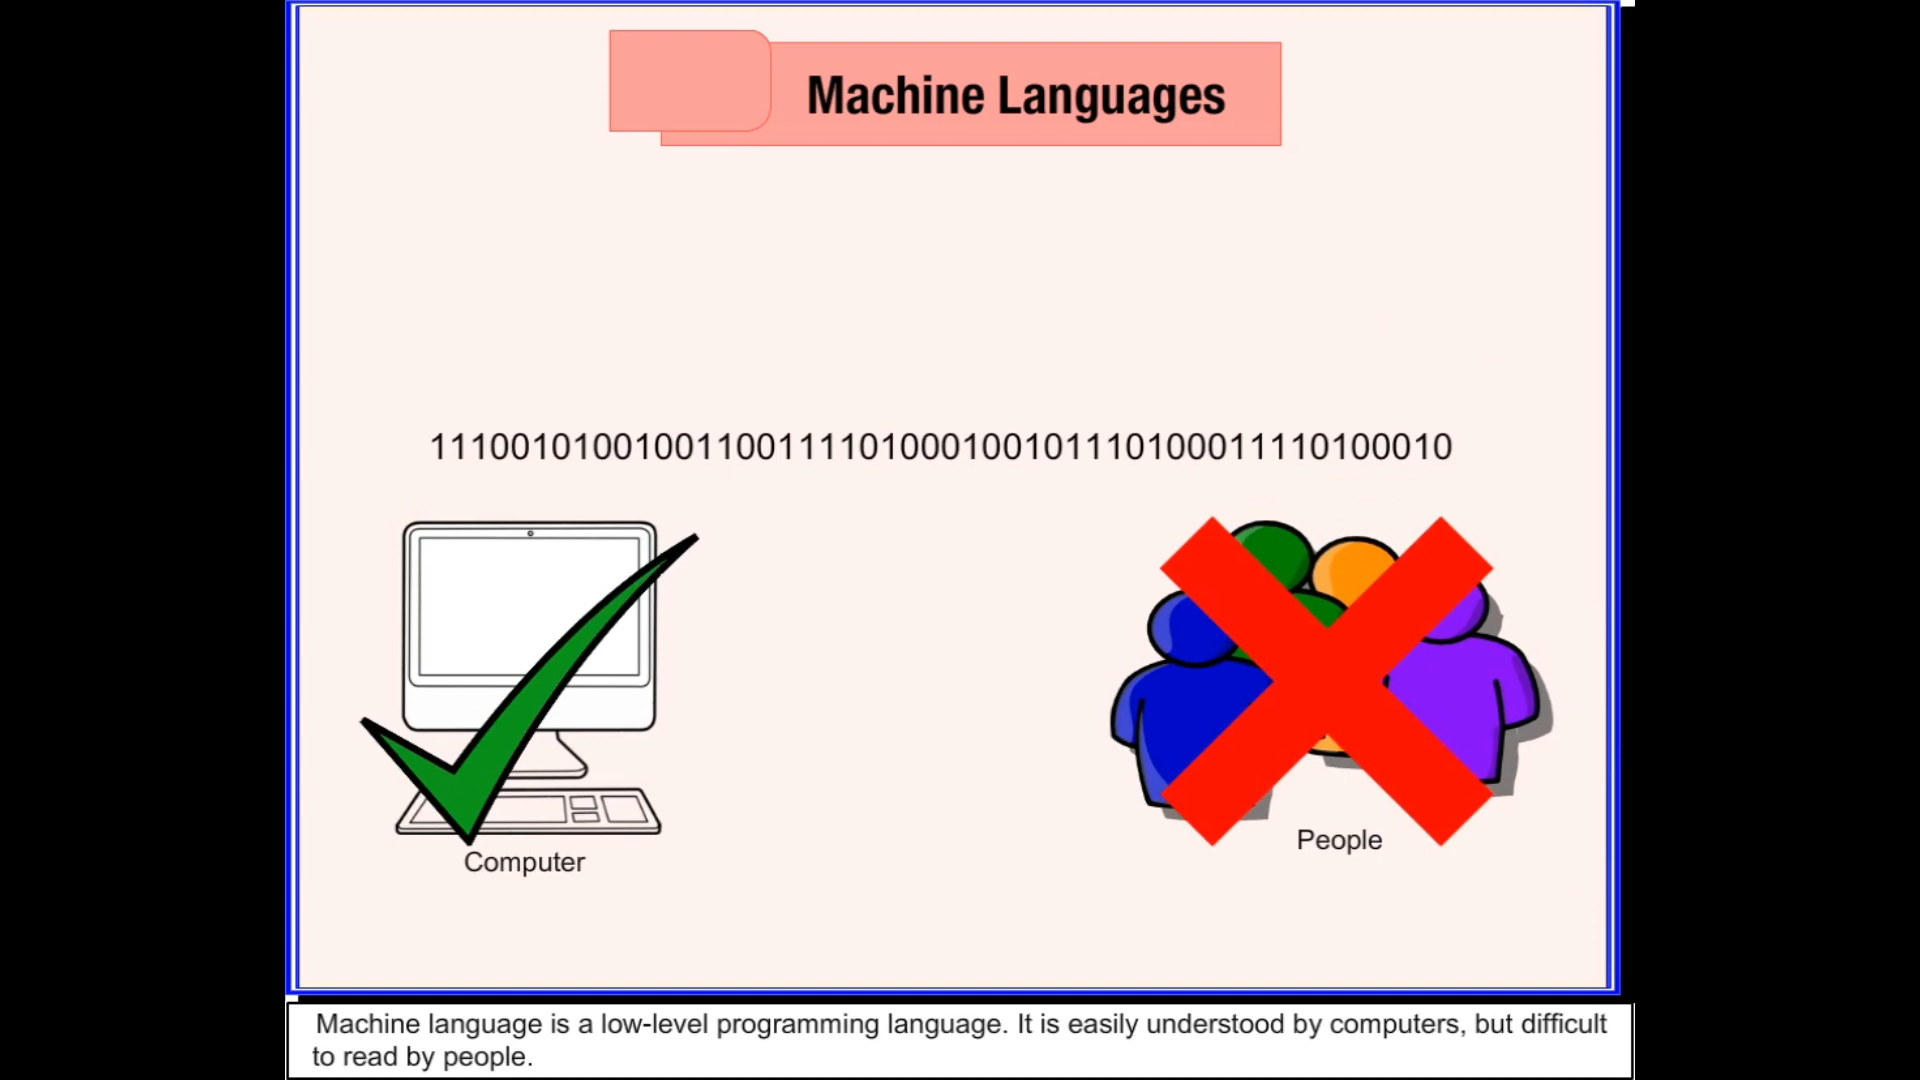 Machine Languages
11100101001001100111101000100101110100011110100010
Computer
People
Machine language is a low-level programming language. It is easily understood by computers, but difficult
to read by people.